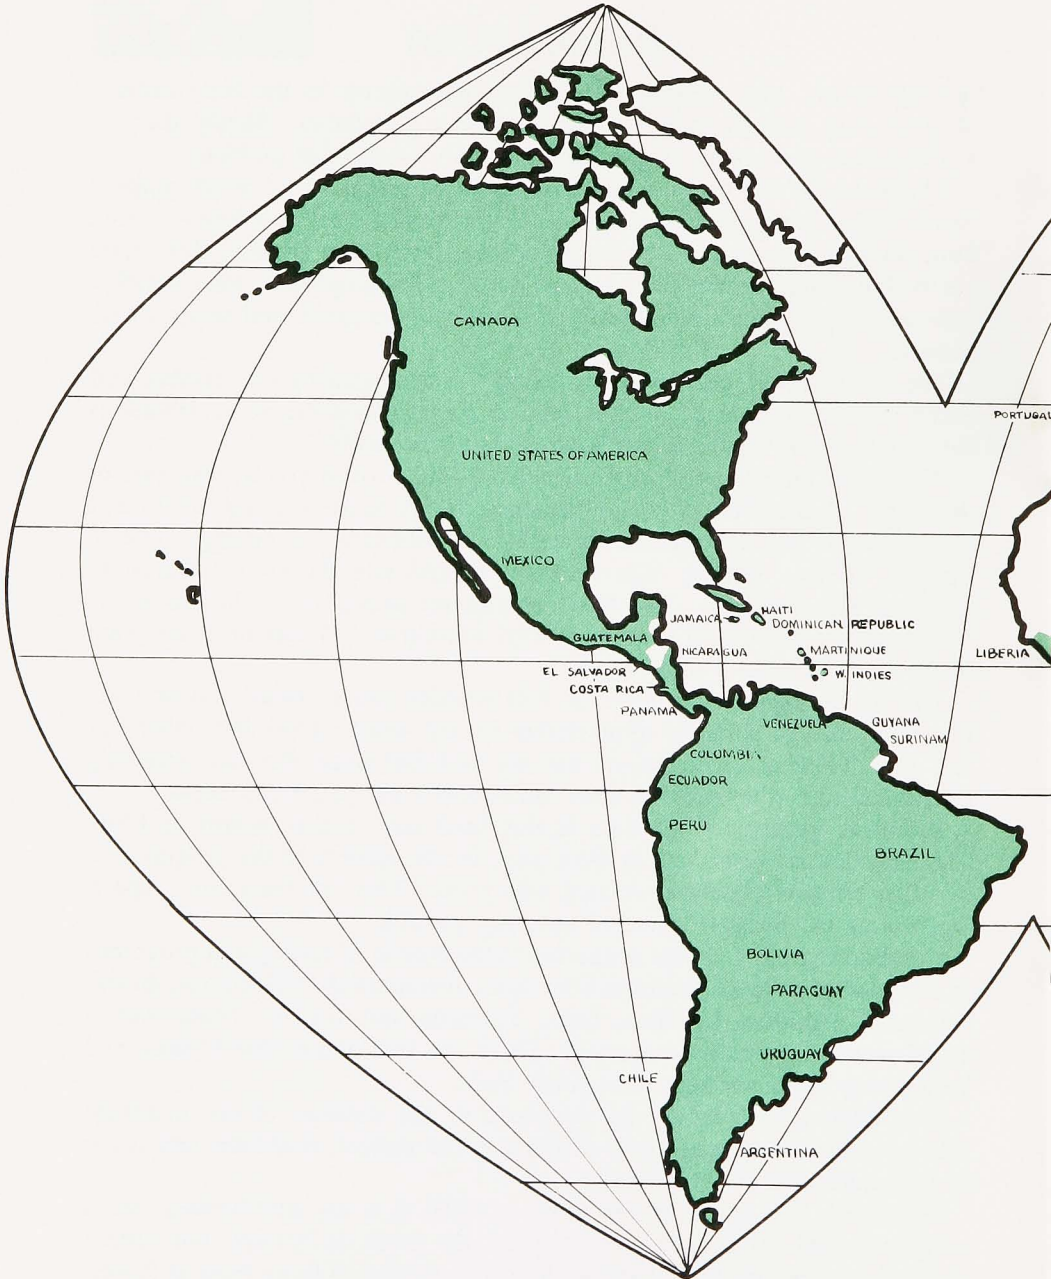 CANADA
UNITED STATES OF AMERICA
PORTUGAL
MEXICO
HAITI
JAMAICA
DOMINICAN REPUBLIC
GUATEMALA
NICARAGUA
MARTINIQUE
LIBERIA
EL SALVADOR
W. INDIES
COSTA RICA
PANAMA
VENEZUELA
GUYANA
SURINAM
COLOMBIA
ECUADOR
PERU
BRAZIL
BOLIVIA
PARAGUAY
URUGUAY
CHILE
ARGENTINA